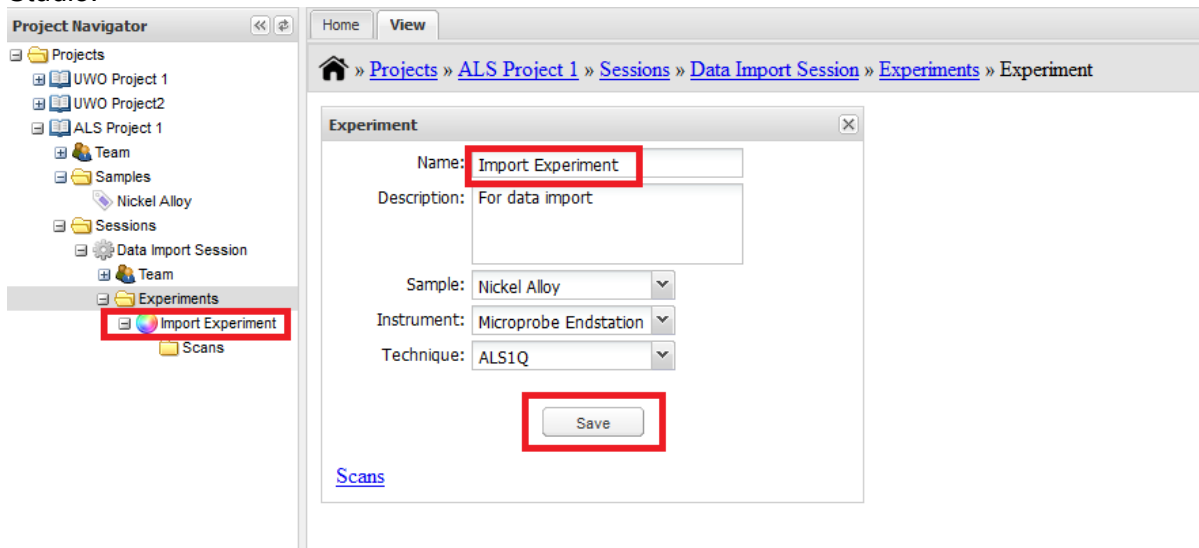 Project Navigator
Projects
UWO Project 1
UWO Project2
ALS Project 1
Team
Samples
Nickel Alloy
Sessions
Data Import Session
Team
Experiments
Import Experiment
Scans
Home View
» Projects » ALS Project 1 » Sessions » Data Import Session » Experiments » Experiment
Experiment
Name: Import Experiment
Description: For data import
Sample: Nickel Alloy
Instrument: Microprobe Endstation
Technique: ALS1Q
Save
Scans